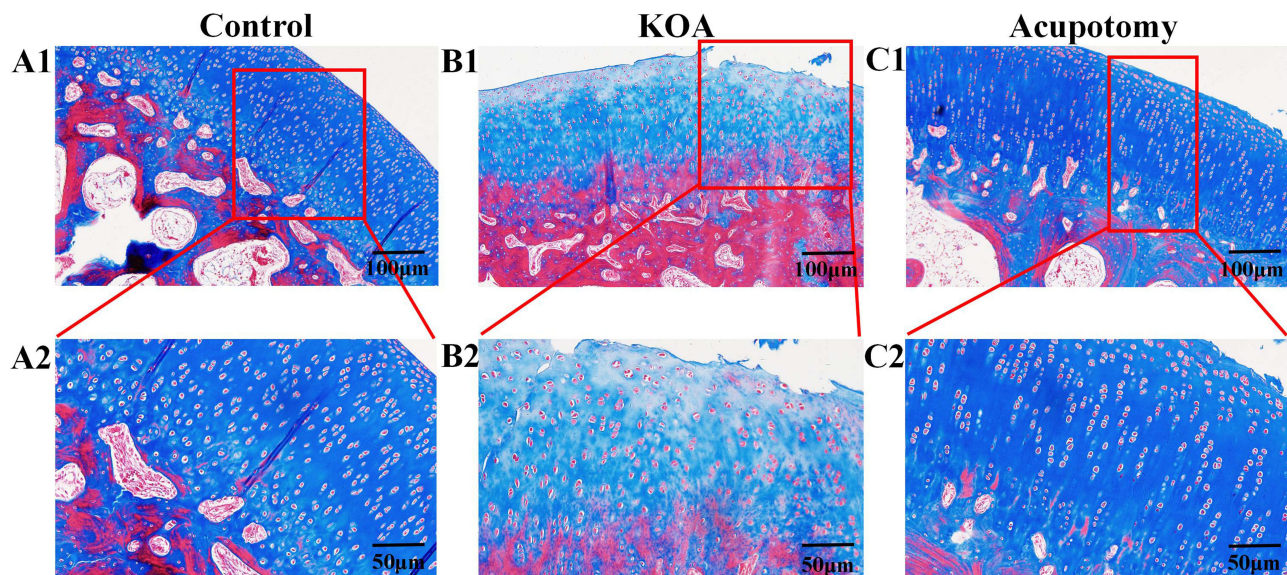 Control
KOA
Acupotomy
A1
B1
C1
100μm
100μm
100μm
A2
B2
C2
50μm
50μm
50μm